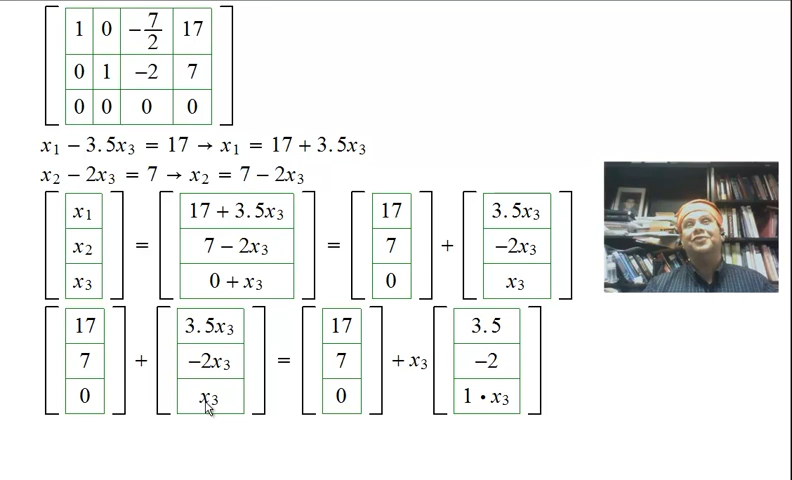 1 0 −7/2 17
0 1 −2 7
0 0 0 0
x₁ − 3.5x₃ = 17 → x₁ = 17 + 3.5x₃
x₂ − 2x₃ = 7 → x₂ = 7 − 2x₃
x₁ 17 + 3.5x₃ 17 3.5x₃
x₂ = 7 − 2x₃ = 7 + −2x₃
x₃ 0 + x₃ 0 x₃
17 3.5x₃ 17 3.5
7 + −2x₃ = 7 + x₃ −2
0 x₃ 0 1 • x₃